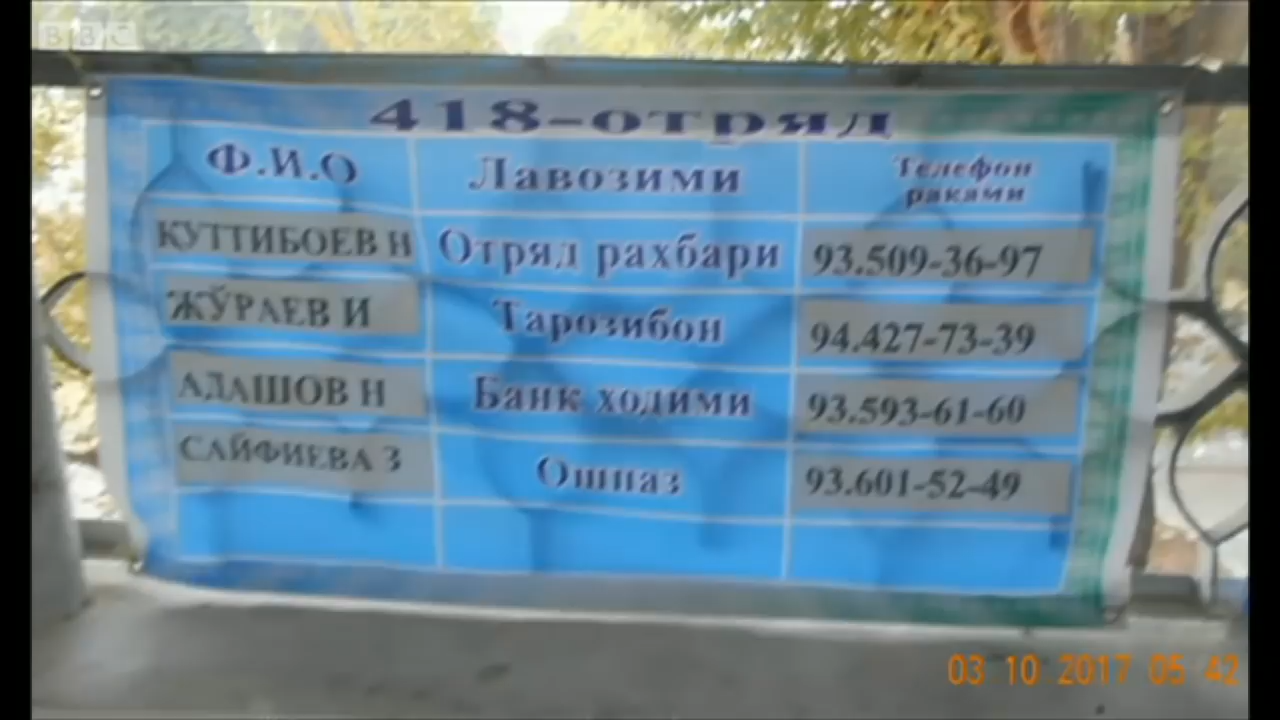 BBC
418-отряд
Ф.И.О Лавозими Телефон
раками
КУТТИБОЕВ Н Отряд рахбари 93.509-36-97
ЖЎРАЕВ И Тарозибон 94.427-73-39
АДАШОВ Н Банк ходими 93.593-61-60
САЙФИЕВА З Ошпаз 93.601-52-49
03 10 2017 05 42